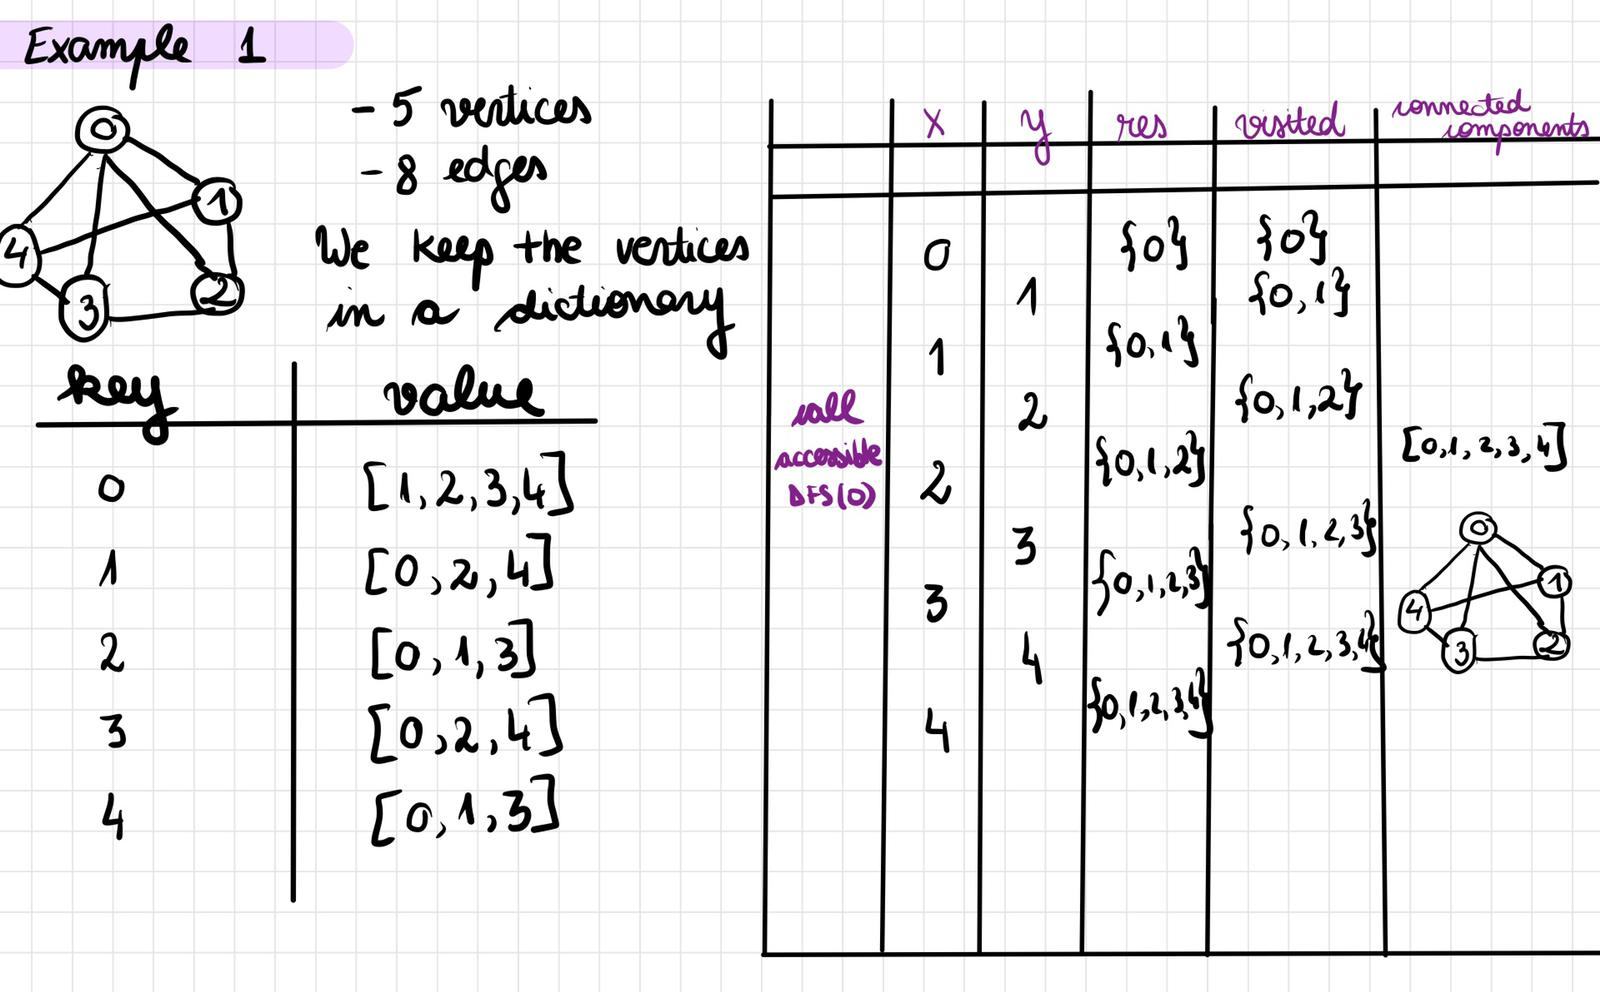 Example 1
0
1
4
3
2
- 5 vertices
- 8 edges
We keep the vertices
in a dictionary
key value
0 [1,2,3,4]
1 [0,2,4]
2 [0,1,3]
3 [0,2,4]
4 [0,1,3]
x y res visited connected
components
call
accessible
DFS(0)
0 {0} {0}
1 {0,1}
1 {0,1}
2 {0,1,2}
2 {0,1,2}
3 {0,1,2,3}
3 {0,1,2,3}
4 {0,1,2,3,4}
4 {0,1,2,3,4}
[0,1,2,3,4]
0
1
4
3
2